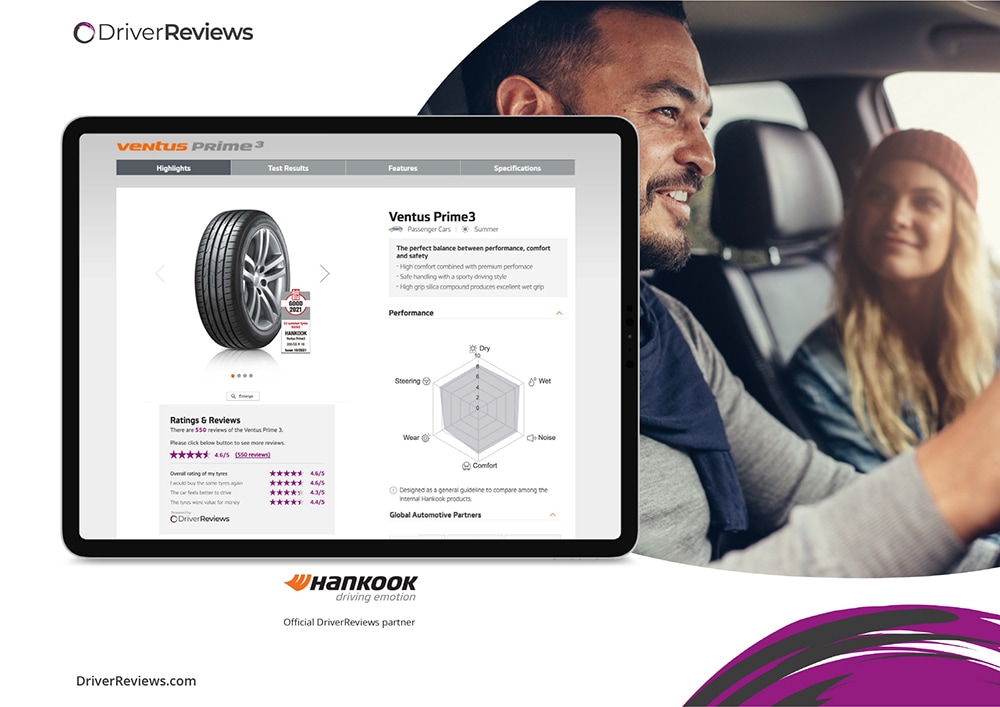 DriverReviews
ventus Prime³
Highlights
Test Results
Features
Specifications
GOOD
2021
HANKOOK
Ventus Prime3
Issue 10/2021
Enlarge
Ventus Prime3
Passenger Cars | Summer
The perfect balance between performance, comfort
and safety
- High comfort combined with premium perfomace
- Safe handling with a sporty driving style
- High grip silica compound produces excellent wet grip
Performance
Dry
10
8
6
4
2
0
Steering
Wet
Wear
Noise
Comfort
Designed as a general guideline to compare among the
internal Hankook products.
Global Automotive Partners
Ratings & Reviews
There are 550 reviews of the Ventus Prime 3.
Please click below button to see more reviews.
4.6/5 (550 reviews)
Overall rating of my tyres 4.6/5
I would buy the same tyres again 4.6/5
The car feels better to drive 4.3/5
The tyres were value for money 4.4/5
Powered by
DriverReviews
HANKOOK
driving emotion
Official DriverReviews partner
DriverReviews.com